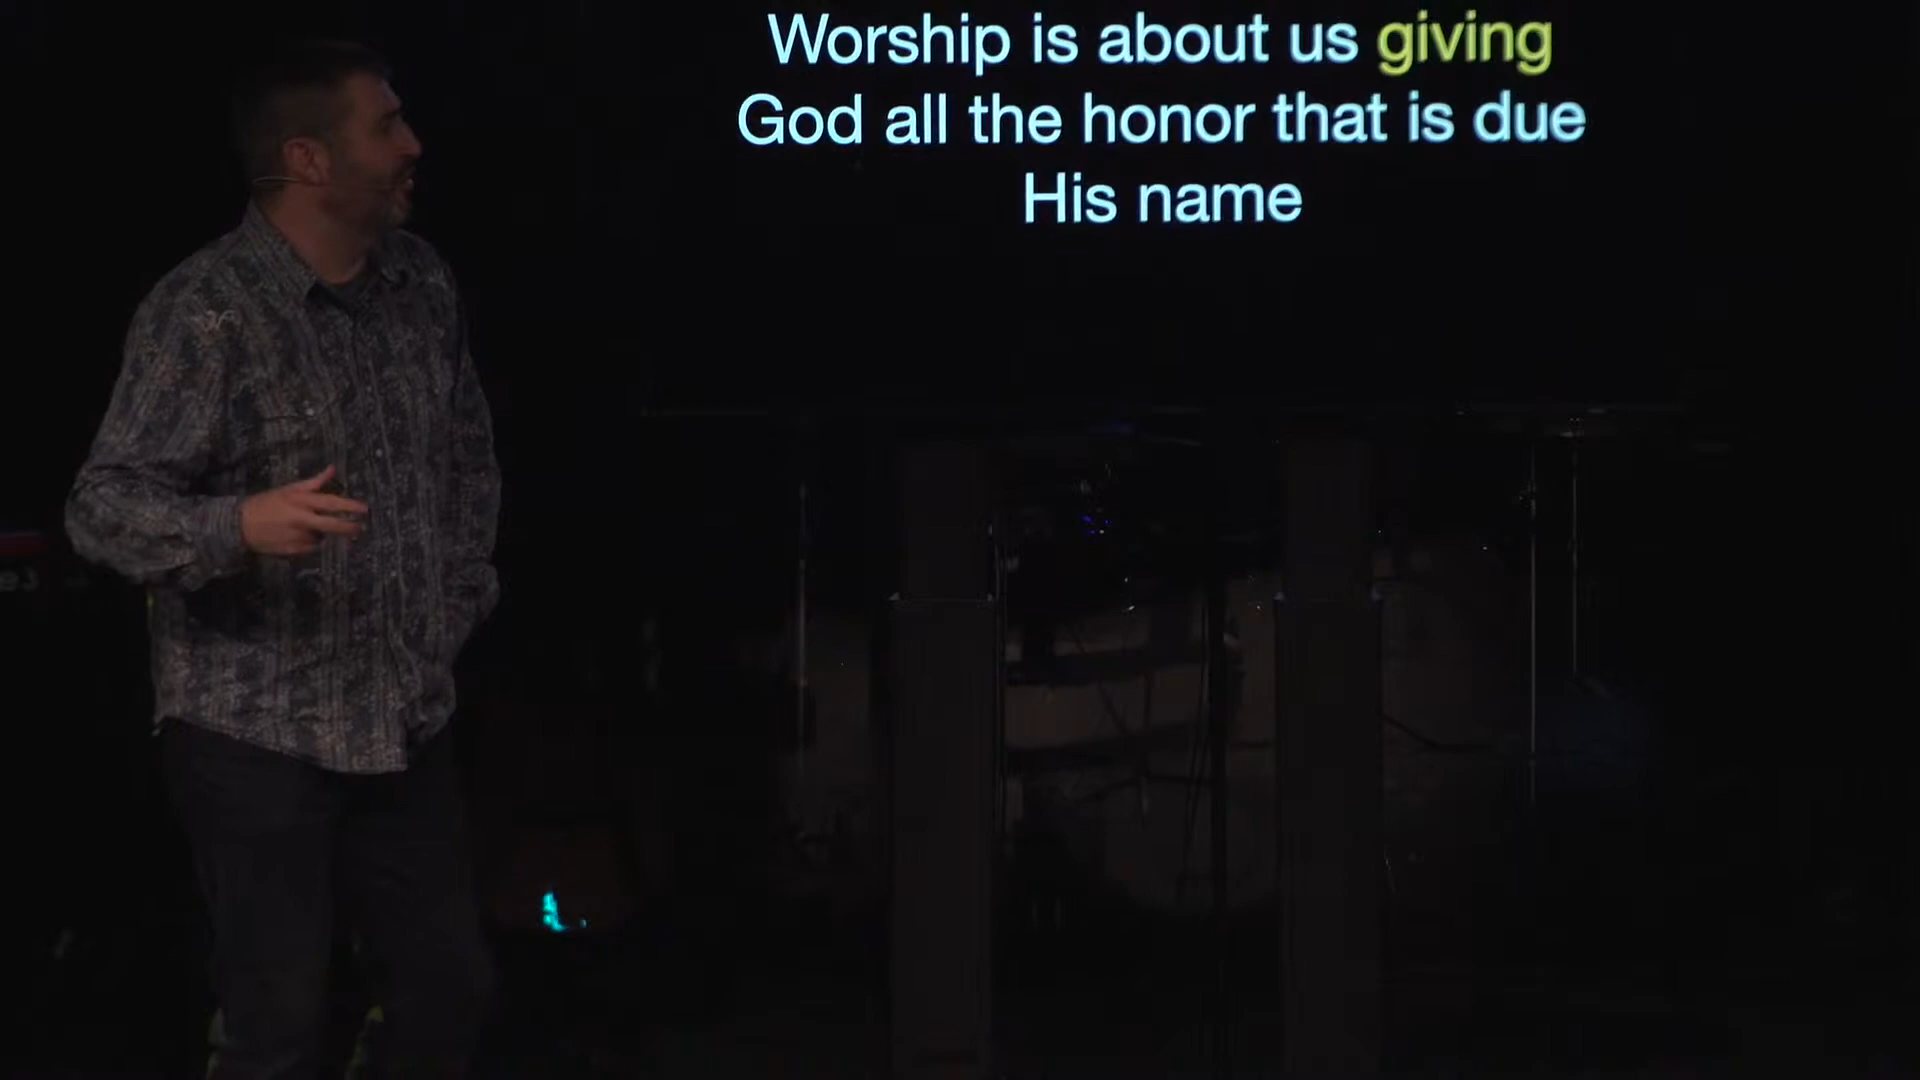 Worship is about us giving
God all the honor that is due
His name